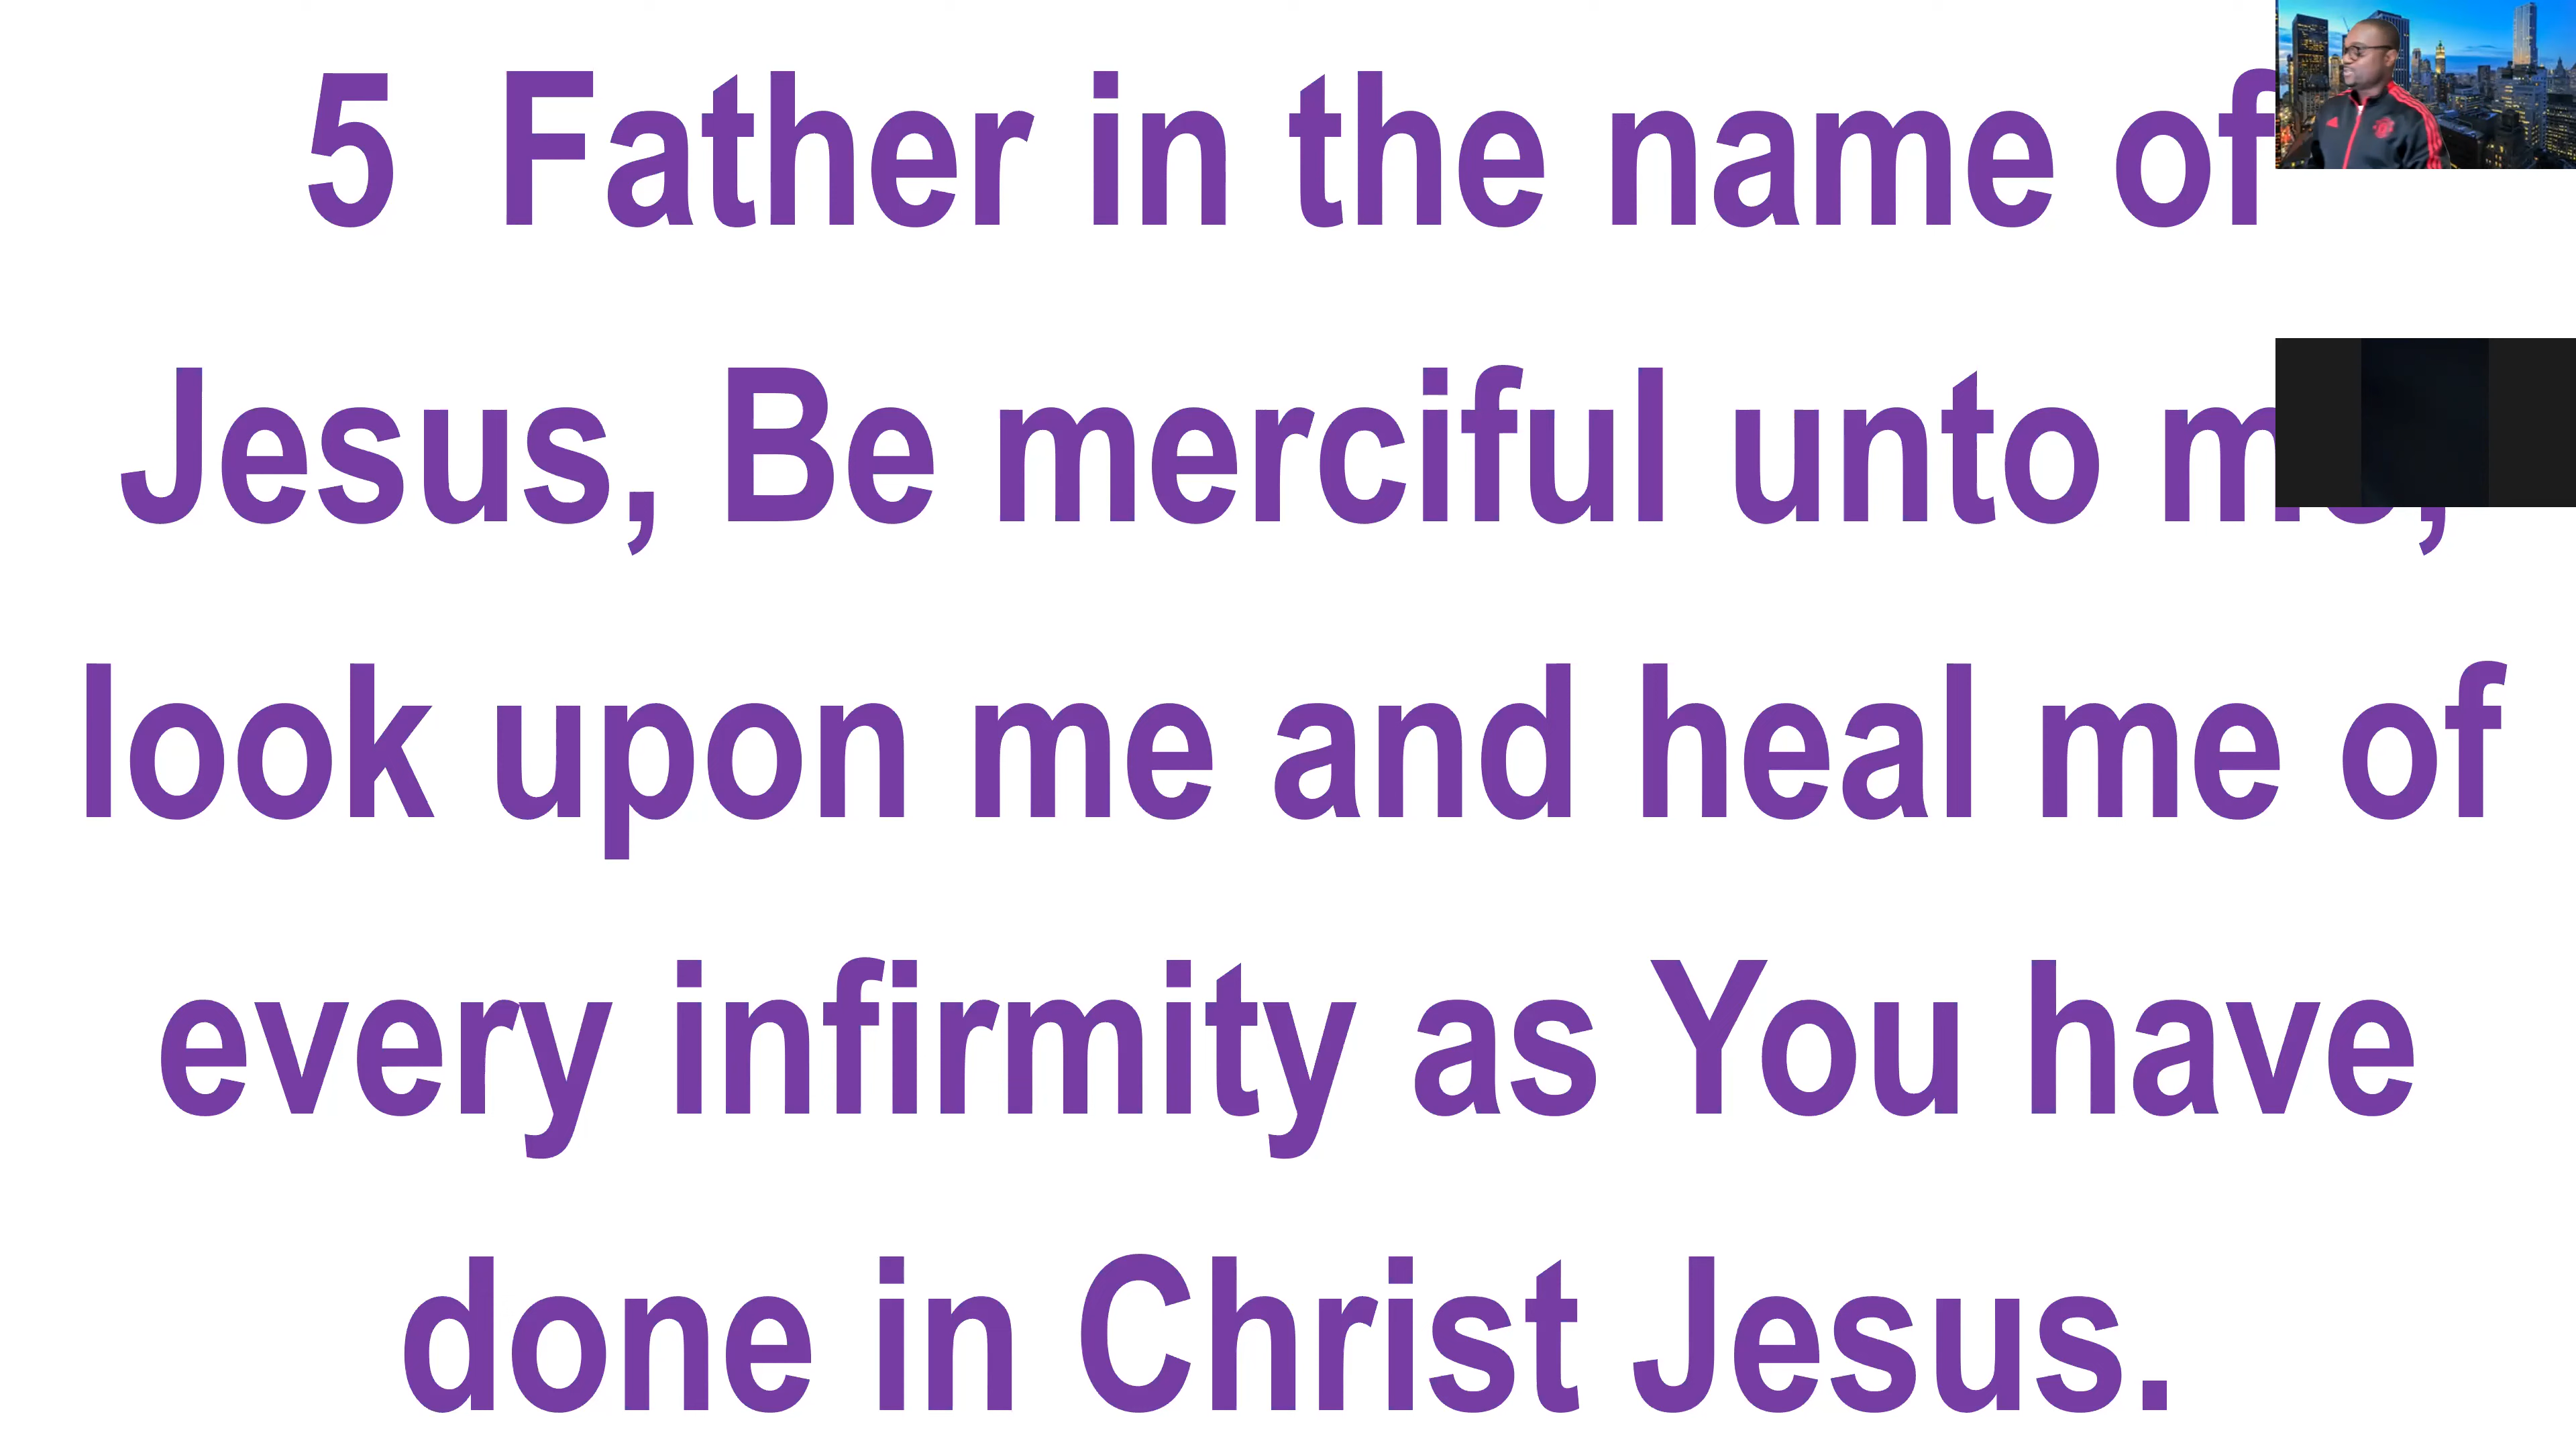 5 Father in the name of
Jesus, Be merciful unto
look upon me and heal me of
every infirmity as You have
done in Christ Jesus.